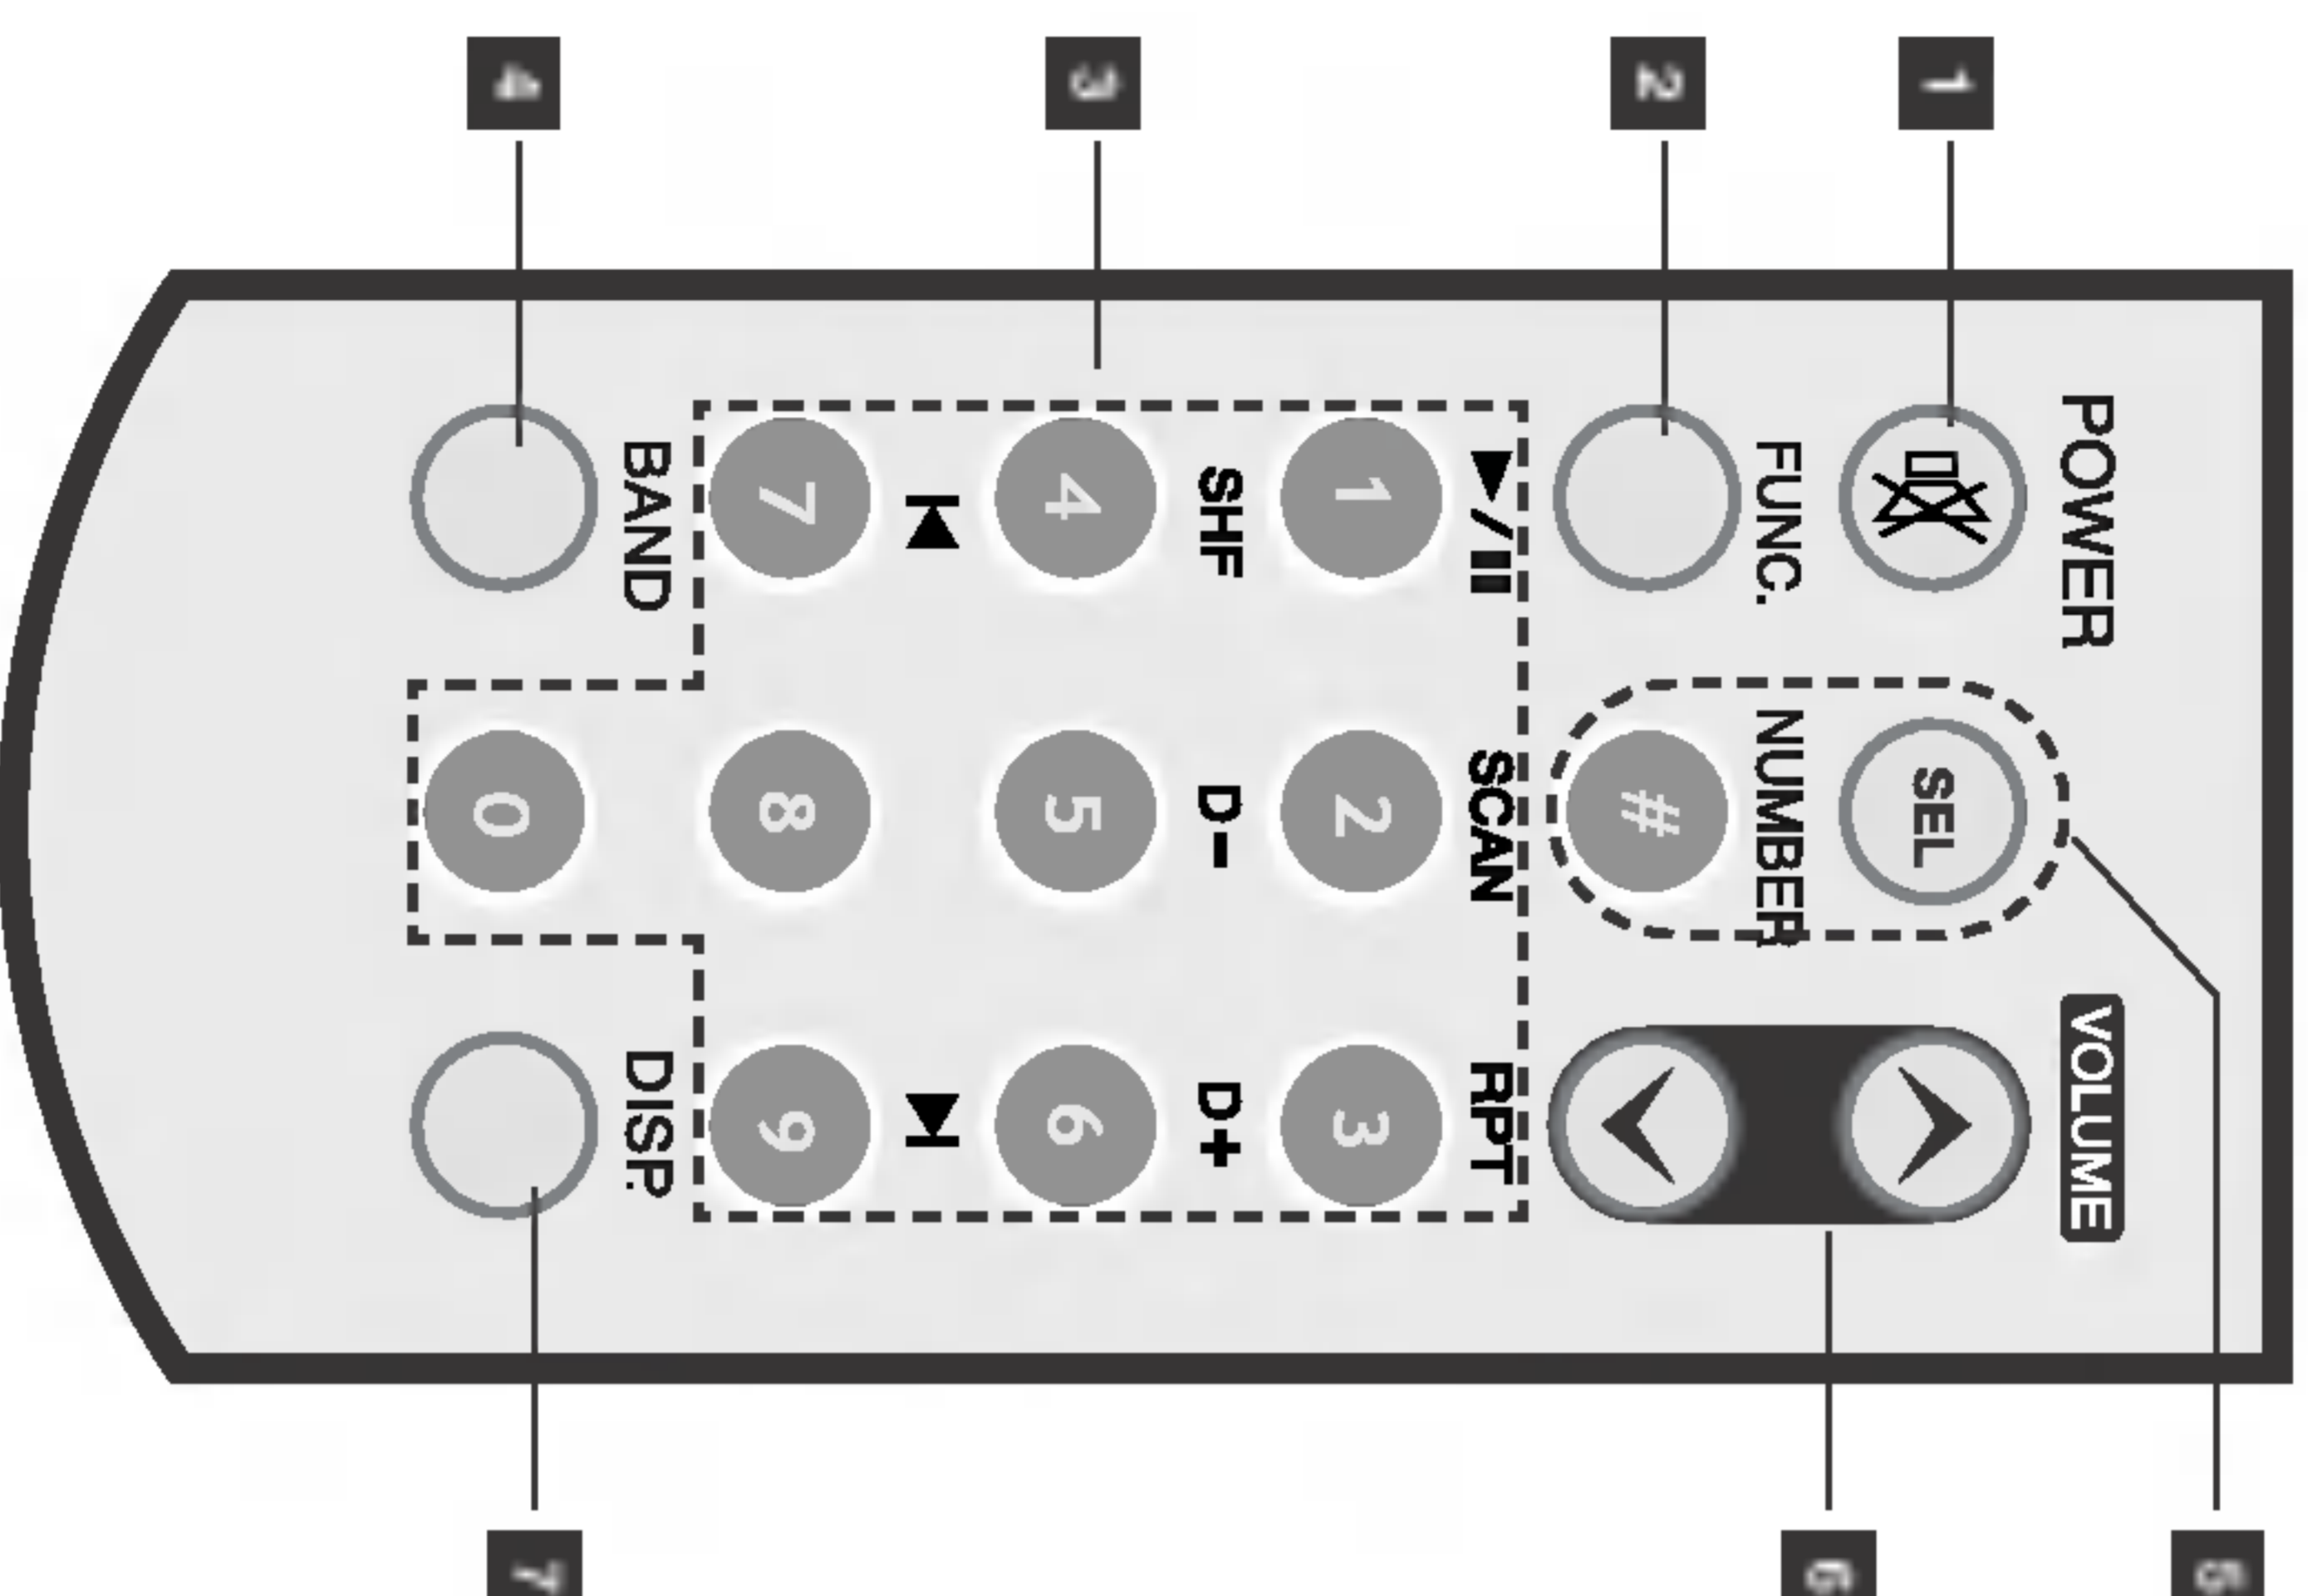 POWER VOLUME
5
1 SEL
FUNC. NUMBER 6
2 #
▶/II SCAN RPT
1 2 3
SHF D- D+
3 4 5 6
7 8 9
BAND DISP.
4 0 7